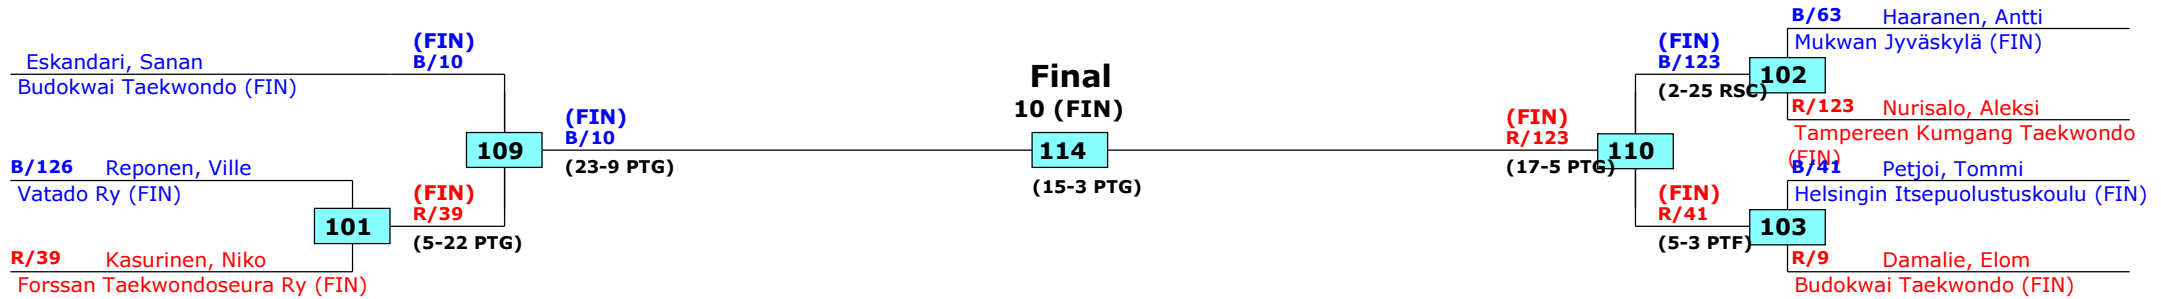 Eskandari, Sanan
Budokwai Taekwondo (FIN)
B/126 Reponen, Ville
Vatado Ry (FIN)
R/39 Kasurinen, Niko
Forssan Taekwondoseura Ry (FIN)
101
(FIN)
B/10
(FIN)
R/39
(5-22 PTG)
109
(FIN)
B/10
(23-9 PTG)
Final
10 (FIN)
114
(15-3 PTG)
(FIN)
R/123
(17-5 PTG)
110
(FIN)
B/123
(2-25 RSC)
(FIN)
R/41
(5-3 PTF)
102
103
B/63 Haaranen, Antti
Mukwan Jyväskylä (FIN)
R/123 Nurisalo, Aleksi
Tampereen Kumgang Taekwondo
(FIN)
B/41 Petjoi, Tommi
Helsingin Itsepuolustuskoulu (FIN)
R/9 Damalie, Elom
Budokwai Taekwondo (FIN)